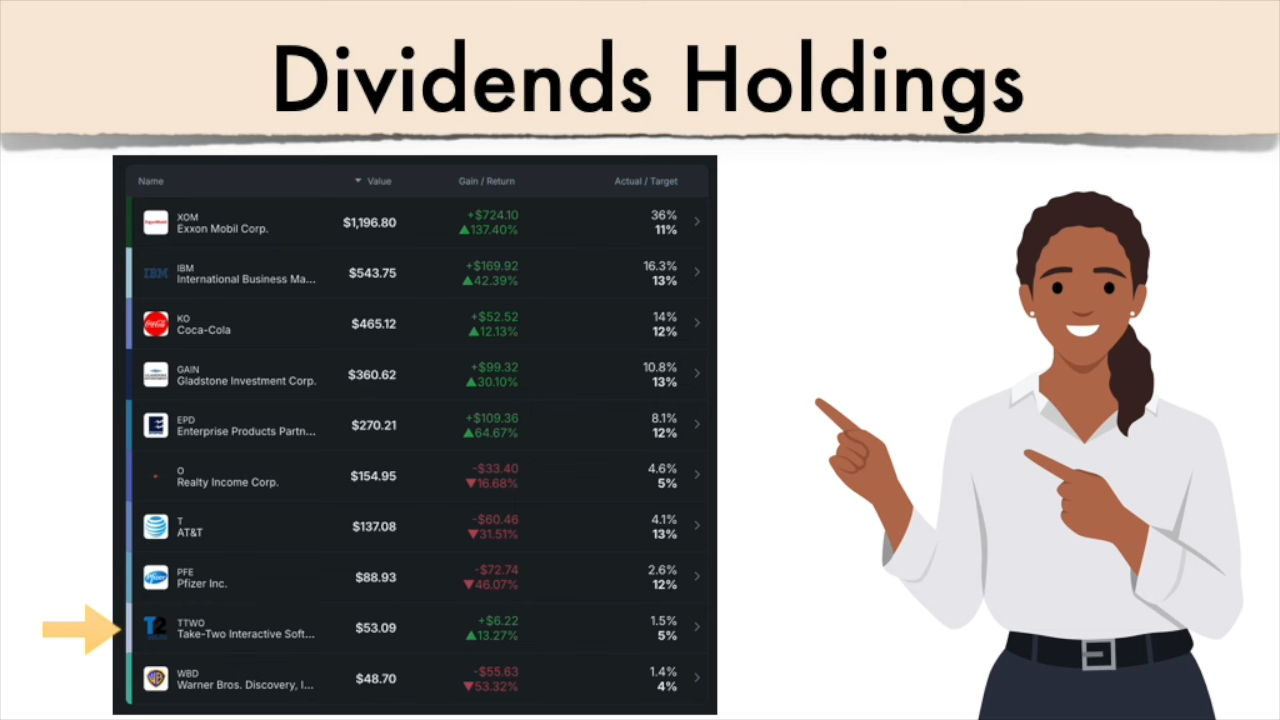 Dividends Holdings
Name Value Gain / Return Actual / Target
XOM
Exxon Mobil Corp. $1,196.80 +$724.10 ▲137.40% 36% 11%
IBM
International Business Ma... $543.75 +$169.92 ▲42.39% 16.3% 13%
KO
Coca-Cola $465.12 +$52.52 ▲12.13% 14% 12%
GAIN
Gladstone Investment Corp. $360.62 +$99.32 ▲30.10% 10.8% 13%
EPD
Enterprise Products Partn... $270.21 +$109.36 ▲64.67% 8.1% 12%
O
Realty Income Corp. $154.95 -$33.40 ▼16.68% 4.6% 5%
T
AT&T $137.08 -$60.46 ▼31.51% 4.1% 13%
PFE
Pfizer Inc. $88.93 -$72.74 ▼46.07% 2.6% 12%
TTWO
Take-Two Interactive Soft... $53.09 +$6.22 ▲13.27% 1.5% 5%
WBD
Warner Bros. Discovery, I... $48.70 -$55.63 ▼53.32% 1.4% 4%